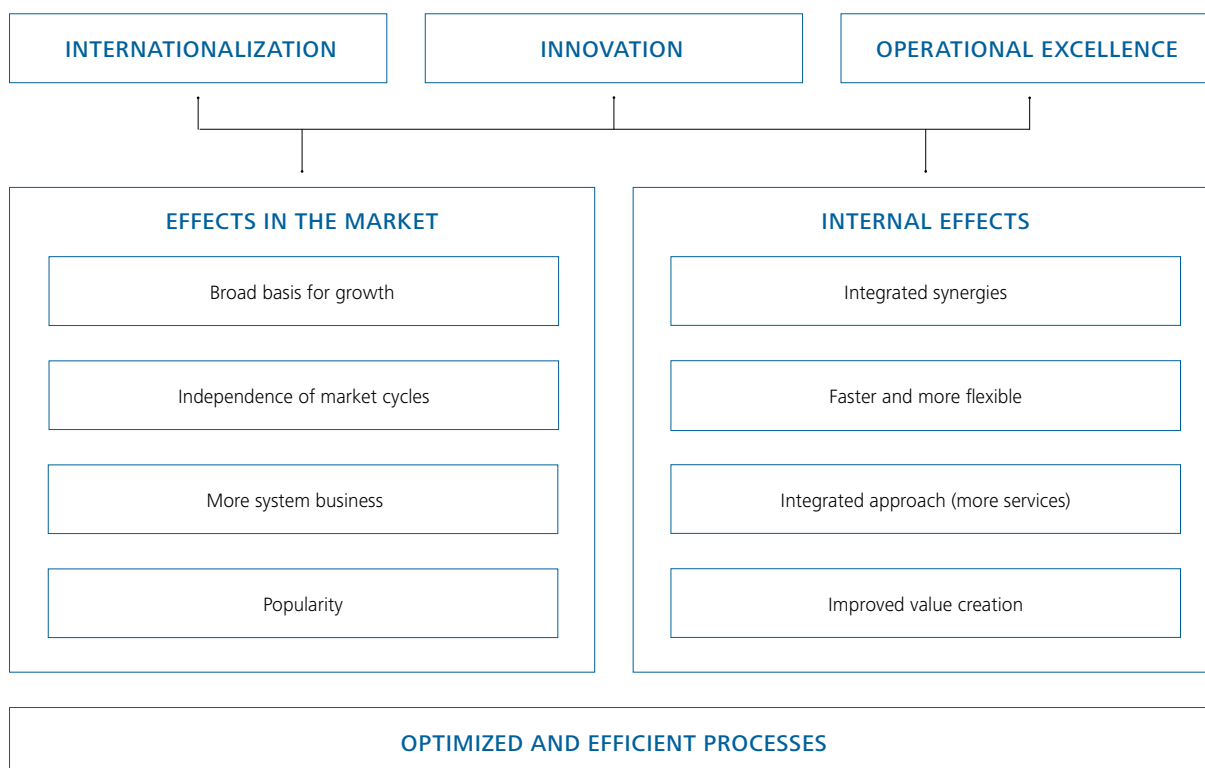 INTERNATIONALIZATION
INNOVATION
OPERATIONAL EXCELLENCE
EFFECTS IN THE MARKET
Broad basis for growth
Independence of market cycles
More system business
Popularity
INTERNAL EFFECTS
Integrated synergies
Faster and more flexible
Integrated approach (more services)
Improved value creation
OPTIMIZED AND EFFICIENT PROCESSES